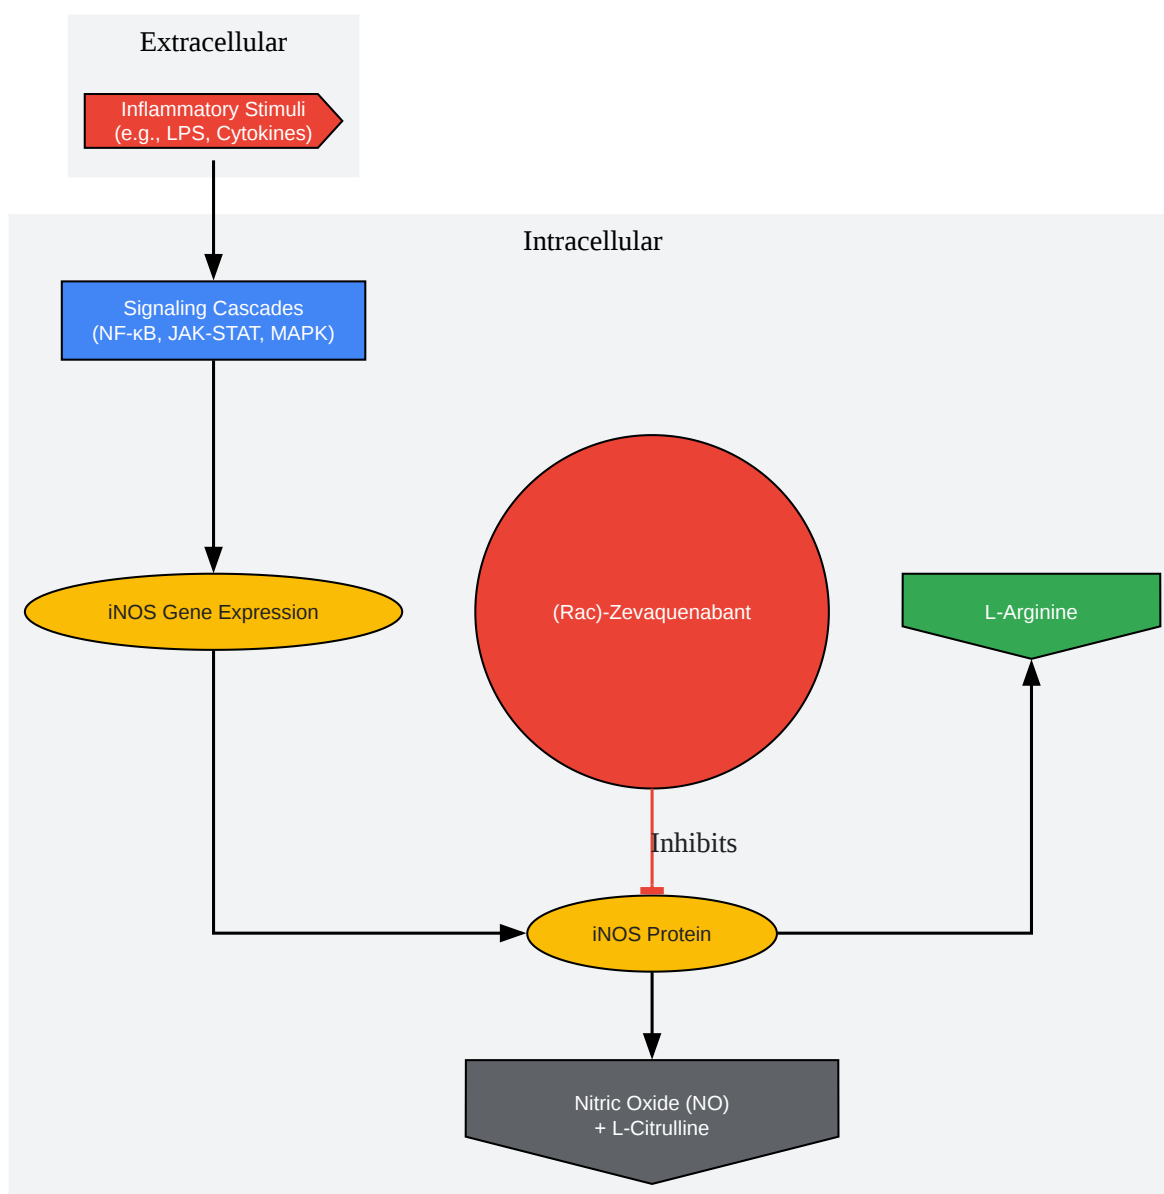 Extracellular
Inflammatory Stimuli
(e.g., LPS, Cytokines)
Intracellular
Signaling Cascades
(NF-κB, JAK-STAT, MAPK)
iNOS Gene Expression
(Rac)-Zevaquenabant
L-Arginine
Inhibits
iNOS Protein
Nitric Oxide (NO)
+ L-Citrulline